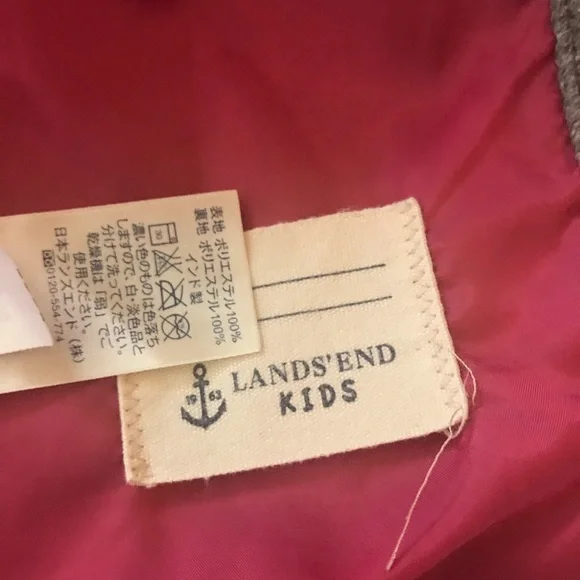 表地 ポリエステル100%
裏地 ポリエステル100%
インド製
30
濃い色のものは色落ち
しますので、白・淡色品と
分けて洗ってください。
乾燥機は「弱」でご
使用ください。
日本ランズエンド(株)
0120-554-774
LANDS'END
KIDS
19 63